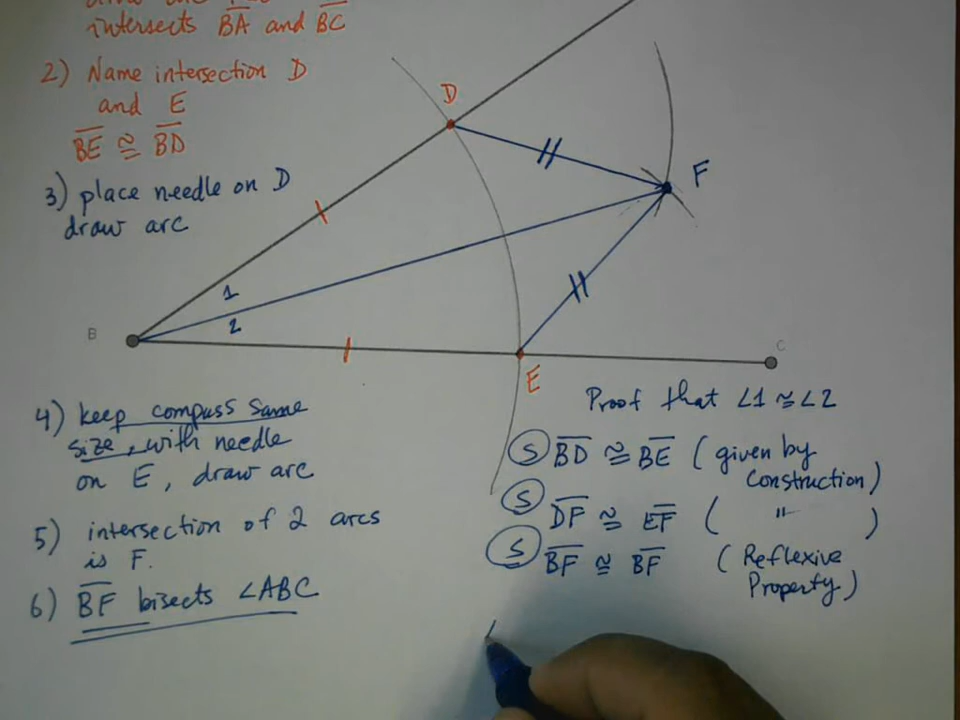 intersects BA and BC
2) Name intersection D
and E
BE ≅ BD
3) place needle on D
draw arc
D
F
1
2
B
C
E
4) keep compass same
size, with needle
on E, draw arc
5) intersection of 2 arcs
is F.
6) BF bisects ∠ABC
Proof that ∠1 ≅ ∠2
S BD ≅ BE (given by
Construction)
S DF ≅ EF ( " )
S BF ≅ BF (Reflexive
Property)